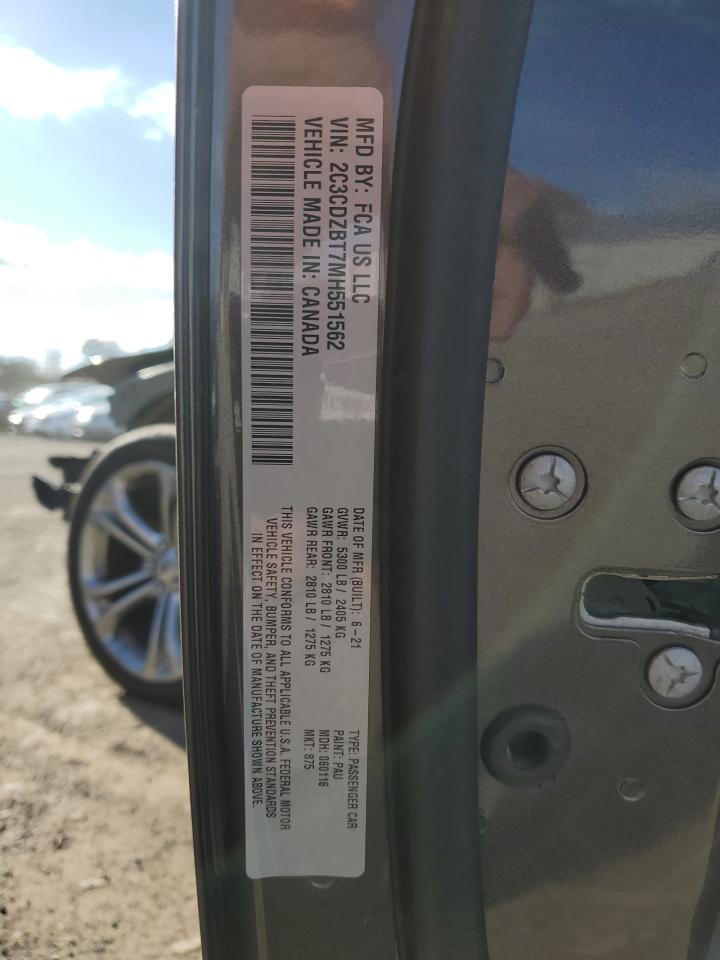 MFD BY: FCA US LLC
VIN: 2C3CDZBT7MH551562
VEHICLE MADE IN: CANADA
DATE OF MFR (BUILT): 6-21
GVWR: 5300 LB / 2405 KG
GAWR FRONT: 2810 LB / 1275 KG
GAWR REAR: 2810 LB / 1275 KG
TYPE: PASSENGER CAR
PAINT: PAU
MDH: 060116
MKT: 875
THIS VEHICLE CONFORMS TO ALL APPLICABLE U.S.A. FEDERAL MOTOR
VEHICLE SAFETY, BUMPER, AND THEFT PREVENTION STANDARDS
IN EFFECT ON THE DATE OF MANUFACTURE SHOWN ABOVE.